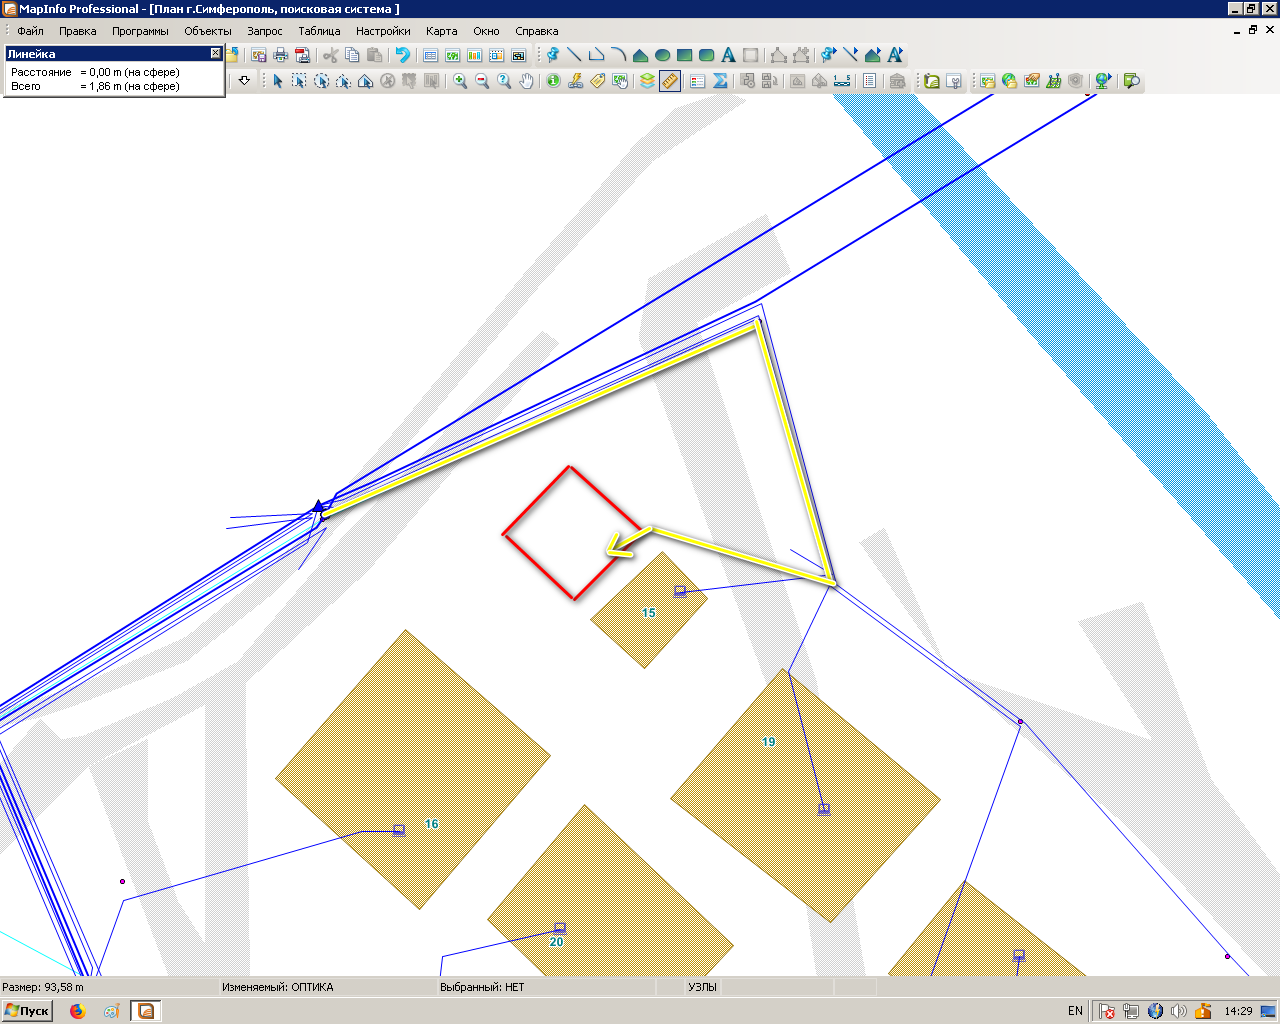 MapInfo Professional - [План г.Симферополь, поисковая система ]
Файл Правка Программы Объекты Запрос Таблица Настройки Карта Окно Справка
Линейка
Расстояние = 0,00 m (на сфере)
Всего = 1,86 m (на сфере)
15
19
16
20
Размер: 93,58 m Изменяемый: ОПТИКА Выбранный: НЕТ УЗЛЫ
Пуск EN 14:29